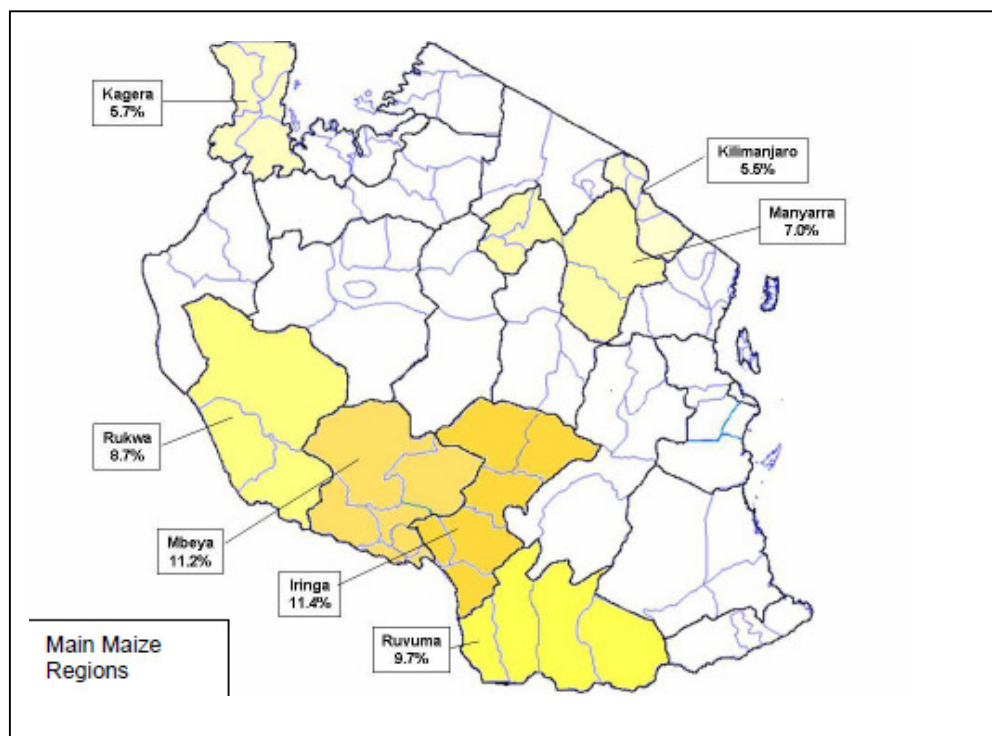 Kagera
5.7%
Kilimanjaro
5.5%
Manyarra
7.0%
Rukwa
8.7%
Mbeya
11.2%
Iringa
11.4%
Ruvuma
9.7%
Main Maize
Regions